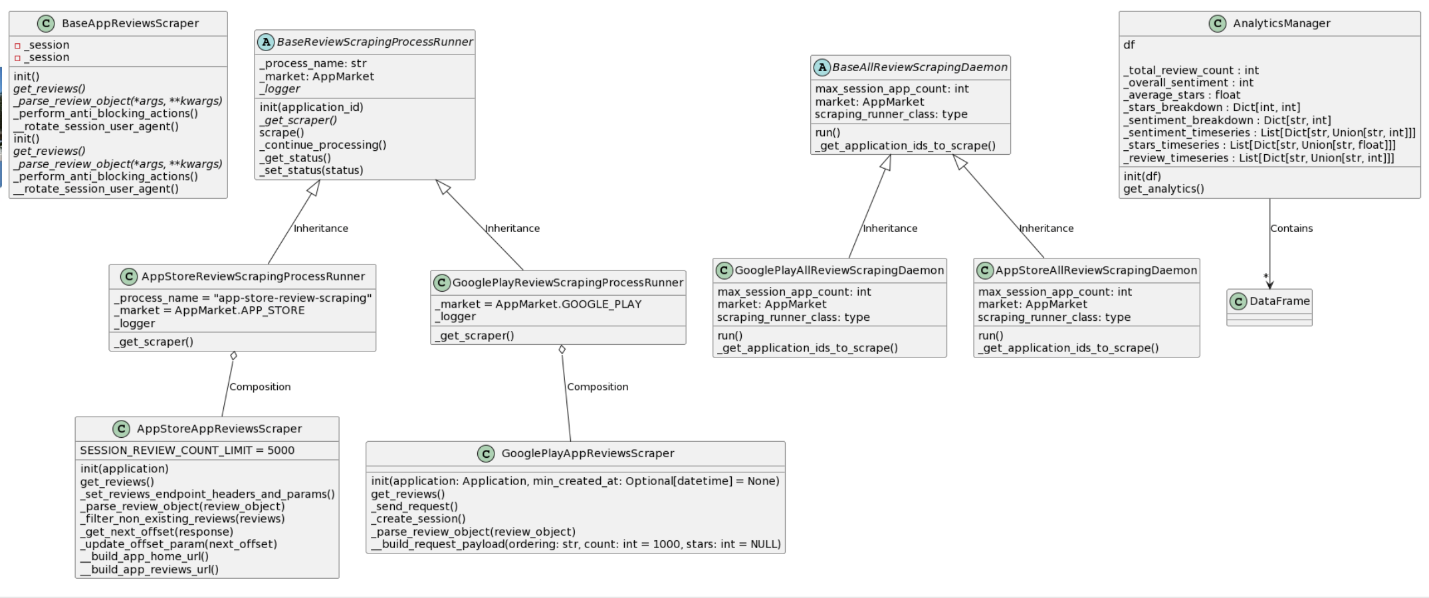 C BaseAppReviewsScraper
_session
_session
init()
get_reviews()
_parse_review_object(*args, **kwargs)
_perform_anti_blocking_actions()
__rotate_session_user_agent()
init()
get_reviews()
_parse_review_object(*args, **kwargs)
_perform_anti_blocking_actions()
__rotate_session_user_agent()
A BaseReviewScrapingProcessRunner
_process_name: str
_market: AppMarket
_logger
init(application_id)
_get_scraper()
scrape()
_continue_processing()
_get_status()
_set_status(status)
A BaseAllReviewScrapingDaemon
max_session_app_count: int
market: AppMarket
scraping_runner_class: type
run()
_get_application_ids_to_scrape()
C AnalyticsManager
df
_total_review_count : int
_overall_sentiment : int
_average_stars : float
_stars_breakdown : Dict[int, int]
_sentiment_breakdown : Dict[str, int]
_sentiment_timeseries : List[Dict[str, Union[str, int]]]
_stars_timeseries : List[Dict[str, Union[str, float]]]
_review_timeseries : List[Dict[str, Union[str, int]]]
init(df)
get_analytics()
Inheritance
Inheritance
Inheritance
Inheritance
Contains
*
C AppStoreReviewScrapingProcessRunner
_process_name = "app-store-review-scraping"
_market = AppMarket.APP_STORE
_logger
_get_scraper()
C GooglePlayReviewScrapingProcessRunner
_market = AppMarket.GOOGLE_PLAY
_logger
_get_scraper()
C GooglePlayAllReviewScrapingDaemon
max_session_app_count: int
market: AppMarket
scraping_runner_class: type
run()
_get_application_ids_to_scrape()
C AppStoreAllReviewScrapingDaemon
max_session_app_count: int
market: AppMarket
scraping_runner_class: type
run()
_get_application_ids_to_scrape()
C DataFrame
Composition
Composition
C AppStoreAppReviewsScraper
SESSION_REVIEW_COUNT_LIMIT = 5000
init(application)
get_reviews()
_set_reviews_endpoint_headers_and_params()
_parse_review_object(review_object)
_filter_non_existing_reviews(reviews)
_get_next_offset(response)
_update_offset_param(next_offset)
__build_app_home_url()
__build_app_reviews_url()
C GooglePlayAppReviewsScraper
init(application: Application, min_created_at: Optional[datetime] = None)
get_reviews()
_send_request()
_create_session()
_parse_review_object(review_object)
__build_request_payload(ordering: str, count: int = 1000, stars: int = NULL)